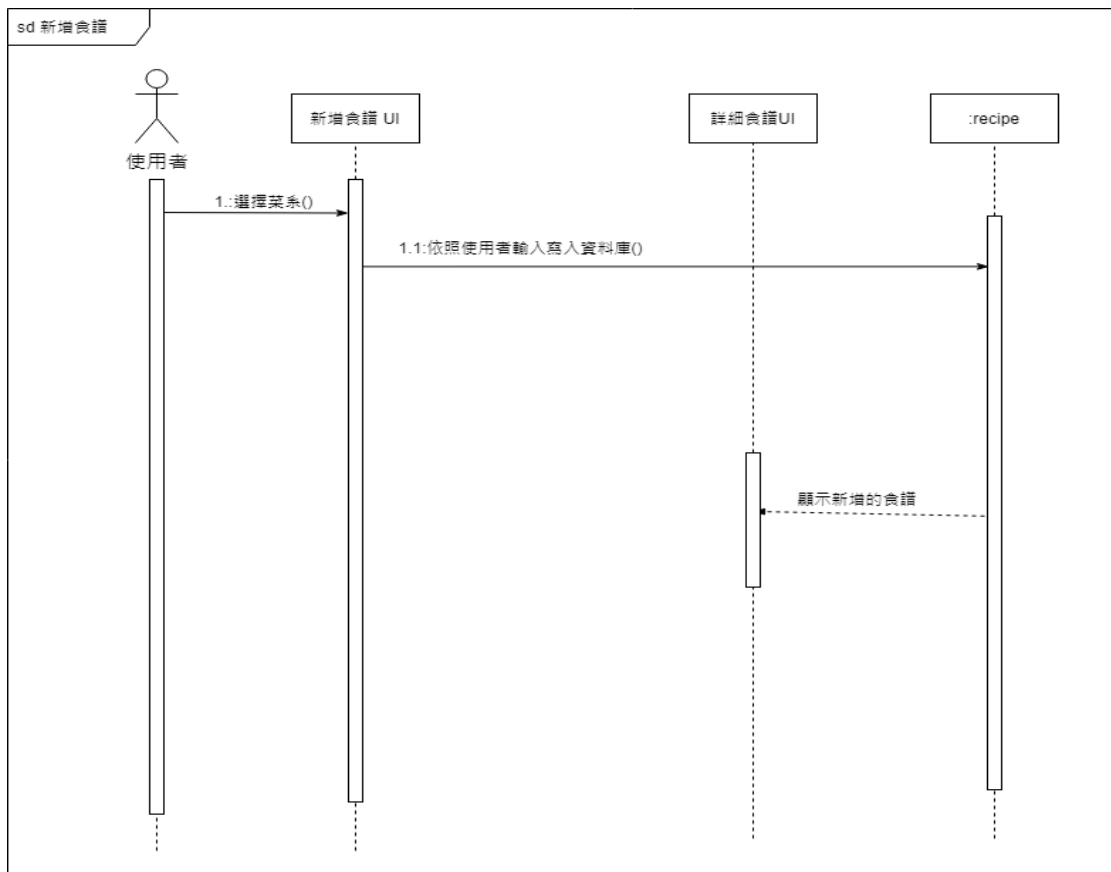 sd 新增食譜
使用者
新增食譜 UI
詳細食譜UI
:recipe
1.:選擇菜系()
1.1:依照使用者輸入寫入資料庫()
顯示新增的食譜